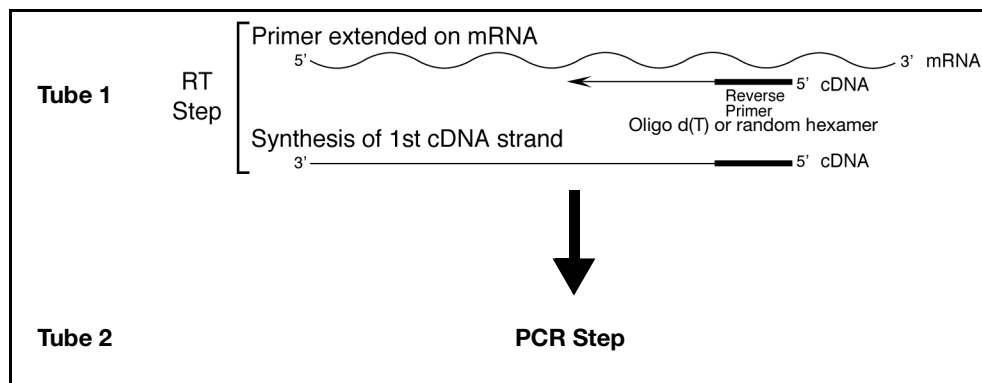 Primer extended on mRNA
5’ 3’ mRNA
Tube 1
RT
Step
5’ cDNA
Reverse
Primer
Oligo d(T) or random hexamer
Synthesis of 1st cDNA strand
3’ 5’ cDNA
Tube 2 PCR Step